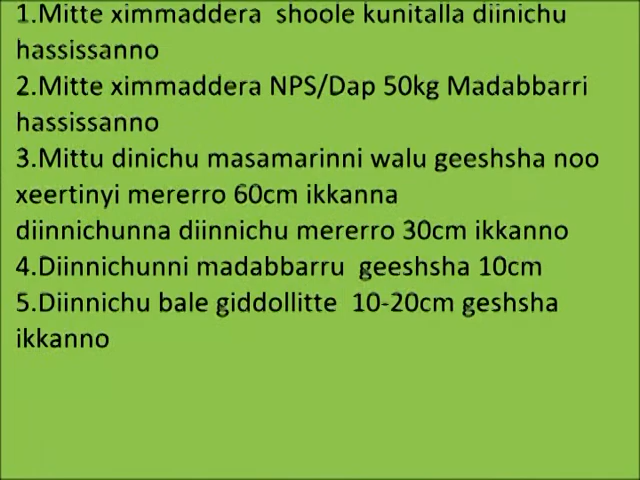 1.Mitte ximmaddera shoole kunitalla diinichu
hassissanno
2.Mitte ximmaddera NPS/Dap 50kg Madabbarri
hassissanno
3.Mittu dinichu masamarinni walu geeshsha noo
xeertinyi mererro 60cm ikkanna
diinnichunna diinnichu mererro 30cm ikkanno
4.Diinnichunni madabbarru geeshsha 10cm
5.Diinnichu bale giddollitte 10-20cm geshsha
ikkanno